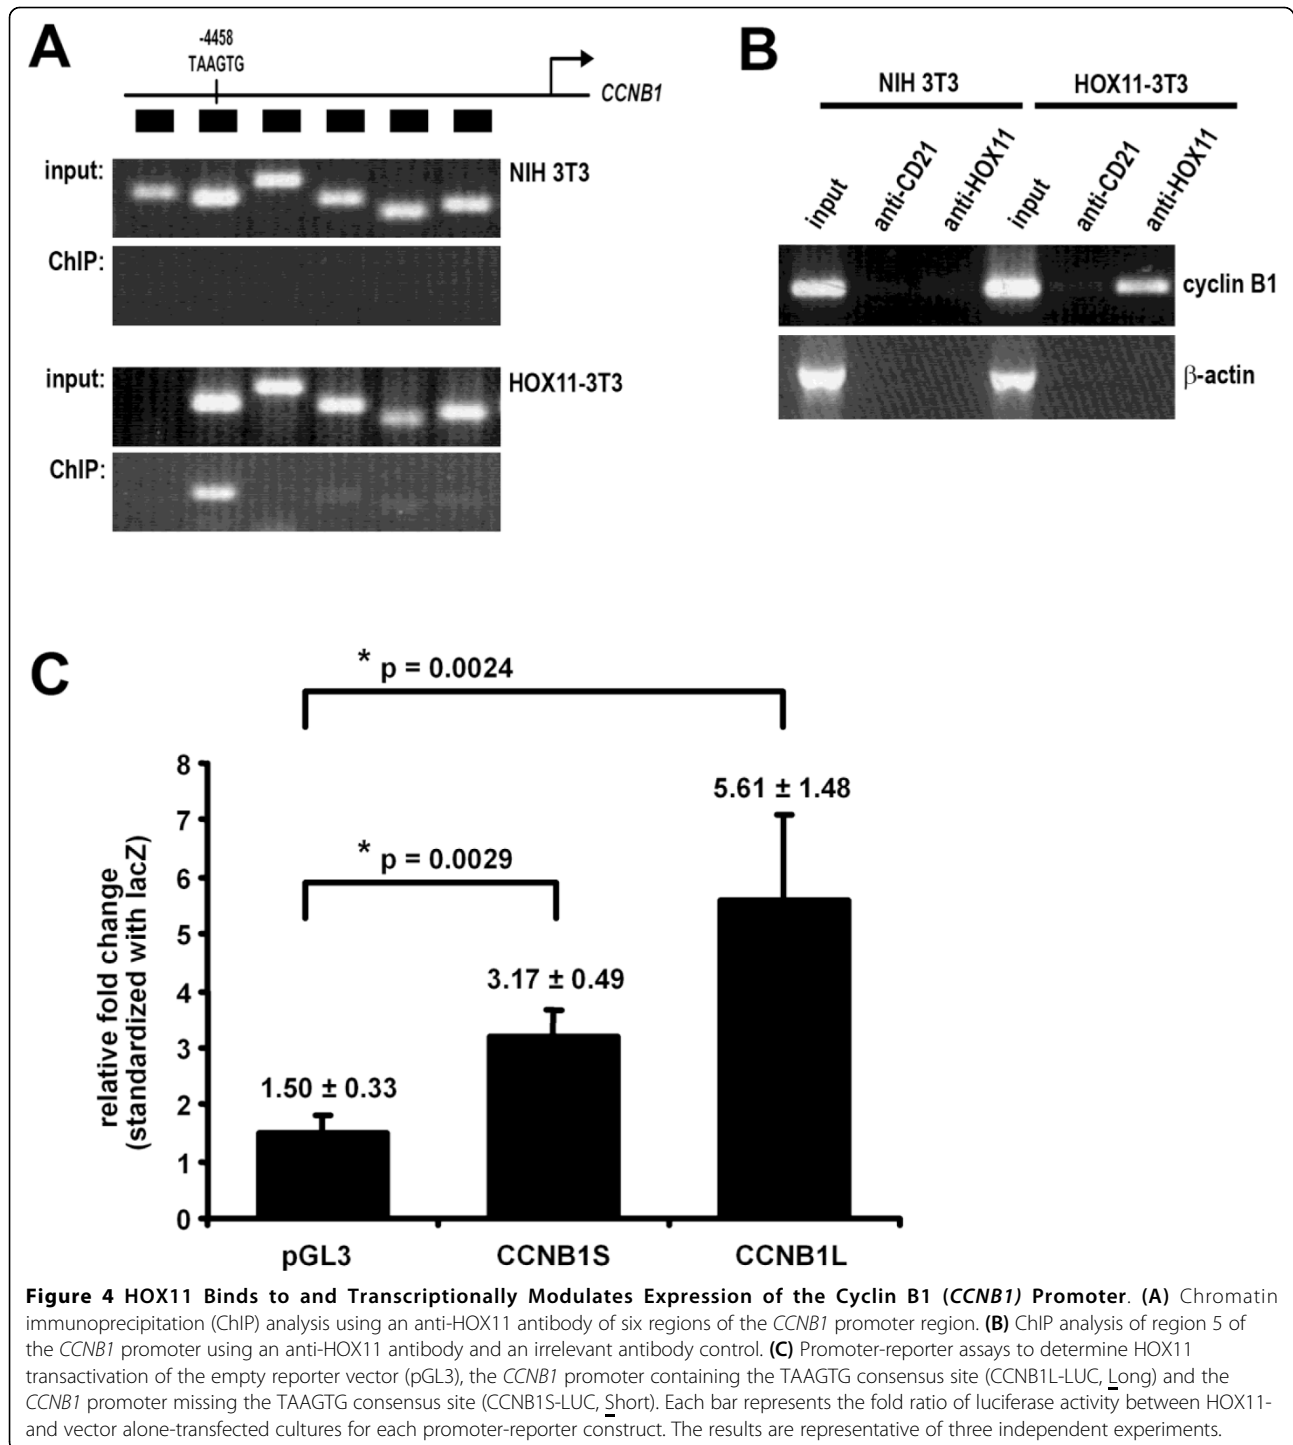 A
-4458
TAAGTG
CCNB1
input:
NIH 3T3
ChIP:
input:
HOX11-3T3
ChIP:
B
NIH 3T3
HOX11-3T3
input
anti-CD21
anti-HOX11
input
anti-CD21
anti-HOX11
cyclin B1
β-actin
C
* p = 0.0024
* p = 0.0029
relative fold change
(standardized with lacZ)
8
7
6
5
4
3
2
1
0
1.50 ± 0.33
3.17 ± 0.49
5.61 ± 1.48
pGL3
CCNB1S
CCNB1L
Figure 4 HOX11 Binds to and Transcriptionally Modulates Expression of the Cyclin B1 (CCNB1) Promoter. (A) Chromatin
immunoprecipitation (ChIP) analysis using an anti-HOX11 antibody of six regions of the CCNB1 promoter region. (B) ChIP analysis of region 5 of
the CCNB1 promoter using an anti-HOX11 antibody and an irrelevant antibody control. (C) Promoter-reporter assays to determine HOX11
transactivation of the empty reporter vector (pGL3), the CCNB1 promoter containing the TAAGTG consensus site (CCNB1L-LUC, Long) and the
CCNB1 promoter missing the TAAGTG consensus site (CCNB1S-LUC, Short). Each bar represents the fold ratio of luciferase activity between HOX11-
and vector alone-transfected cultures for each promoter-reporter construct. The results are representative of three independent experiments.